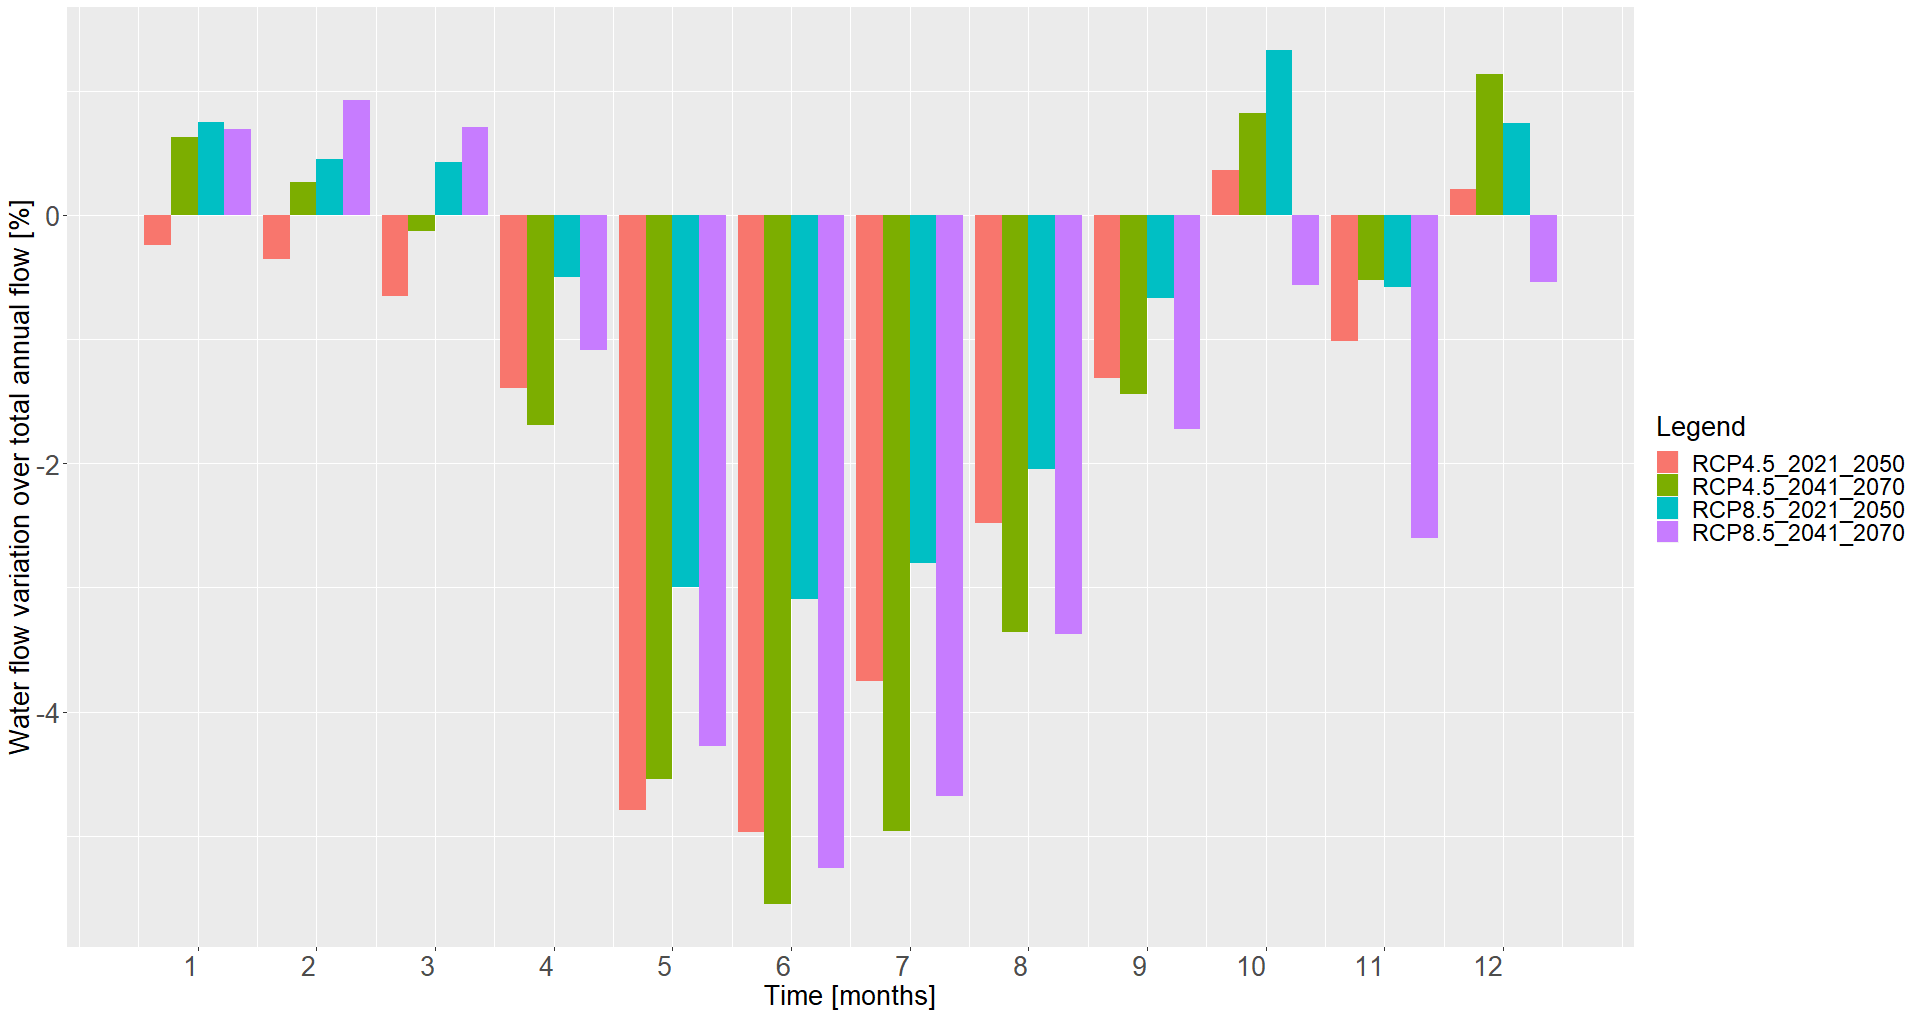 Water flow variation over total annual flow [%]
0
-2
-4
1 2 3 4 5 6 7 8 9 10 11 12
Time [months]
Legend
RCP4.5_2021_2050
RCP4.5_2041_2070
RCP8.5_2021_2050
RCP8.5_2041_2070